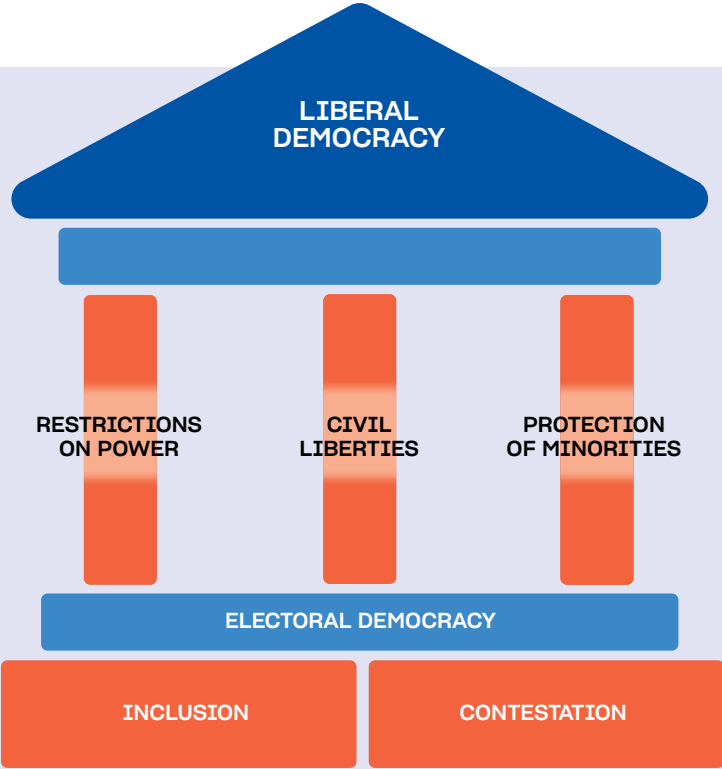 LIBERAL
DEMOCRACY
RESTRICTIONS
ON POWER
CIVIL
LIBERTIES
PROTECTION
OF MINORITIES
ELECTORAL DEMOCRACY
INCLUSION
CONTESTATION